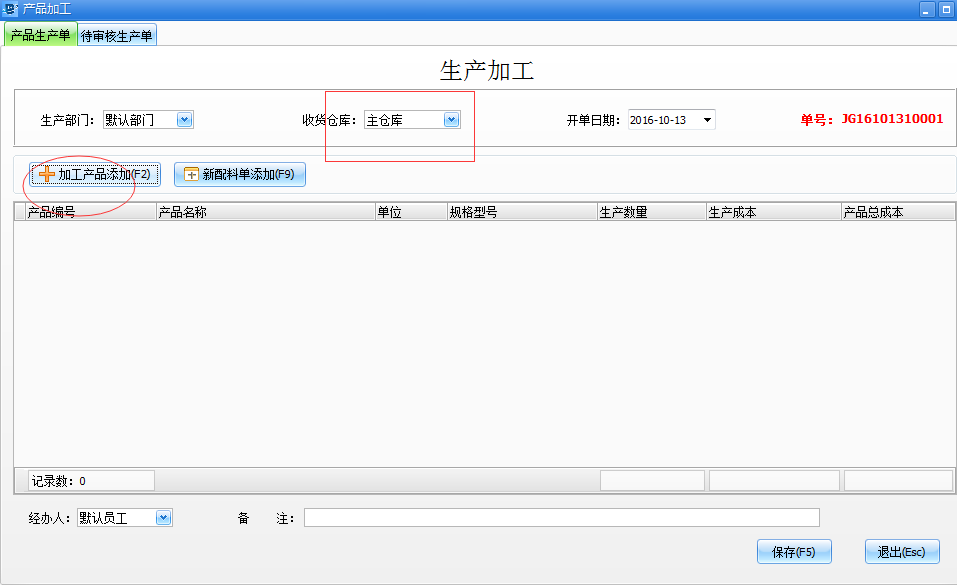 产品加工
产品生产单 待审核生产单
生产加工
生产部门: 默认部门 收货仓库: 主仓库 开单日期: 2016-10-13 单号: JG16101310001
加工产品添加(F2) 新配料单添加(F9)
产品编号 产品名称 单位 规格型号 生产数量 生产成本 产品总成本
记录数: 0
经办人: 默认员工 备 注:
保存(F5) 退出(Esc)